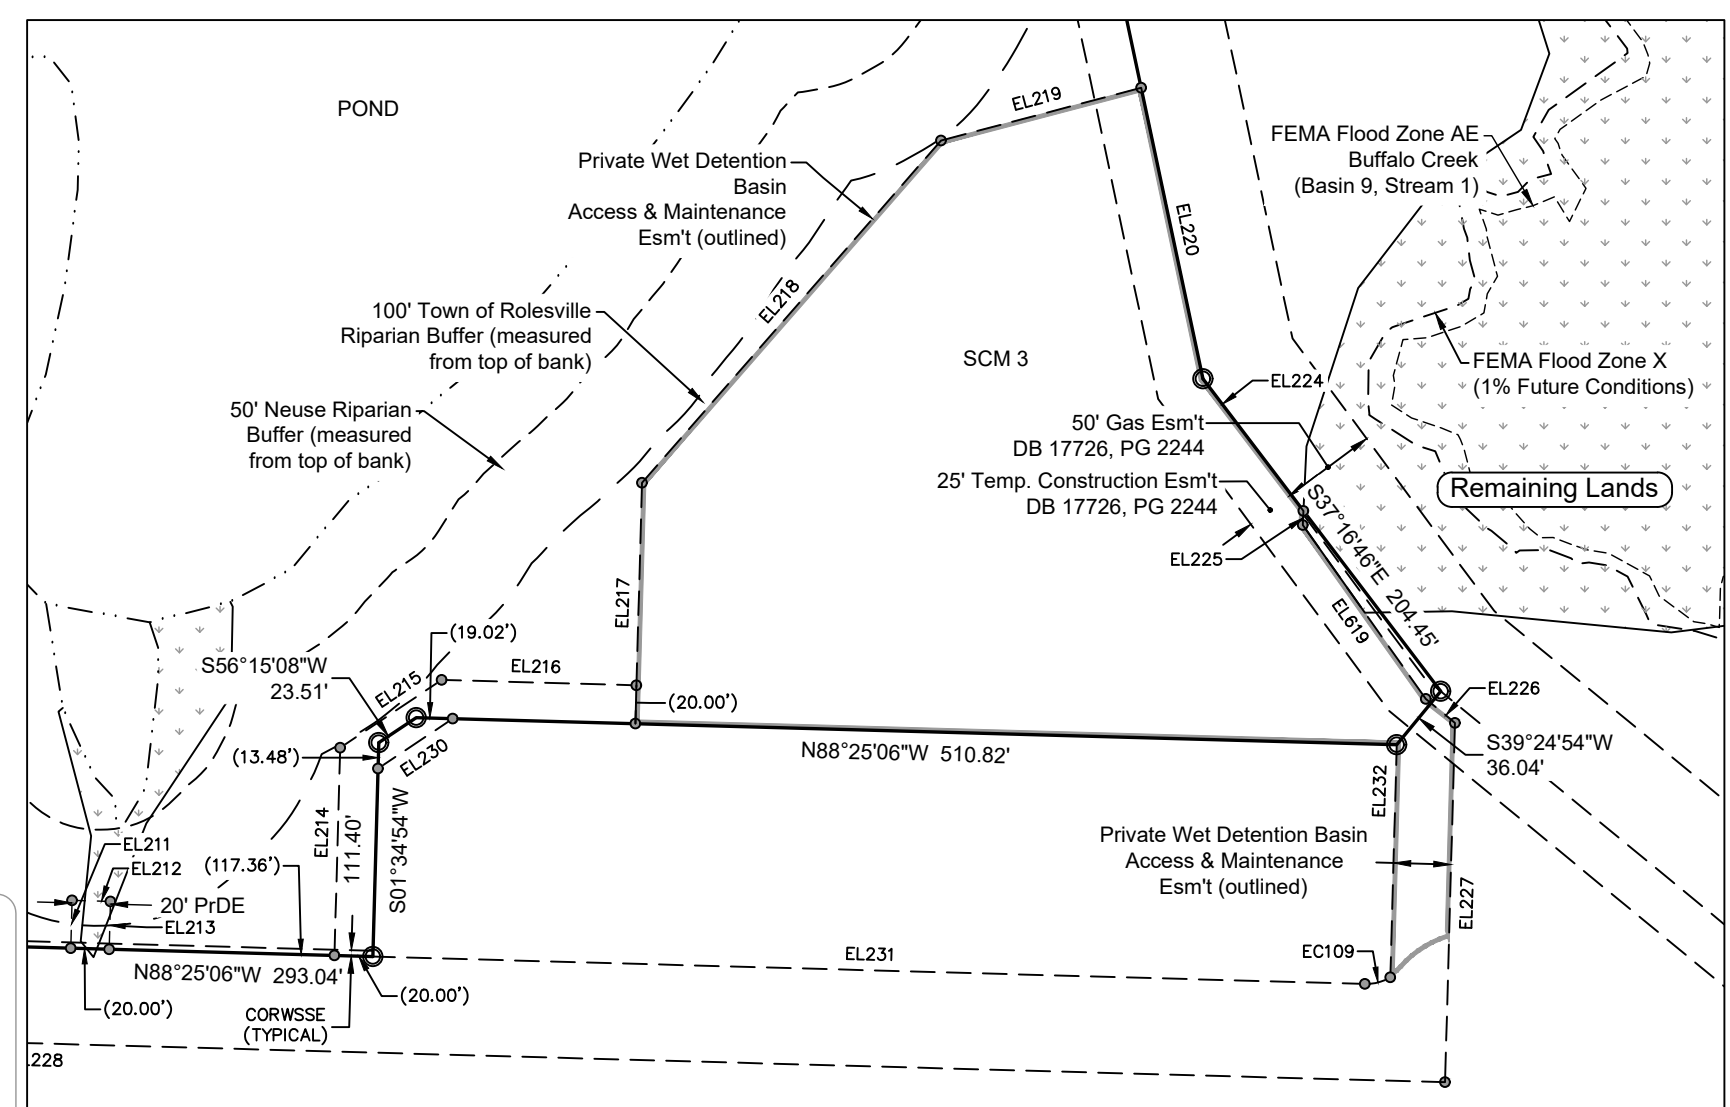 POND
EL219
FEMA Flood Zone AE
Buffalo Creek
(Basin 9, Stream 1)
Private Wet Detention
Basin
Access & Maintenance
Esm't (outlined)
EL220
EL218
100' Town of Rolesville
Riparian Buffer (measured
from top of bank)
SCM 3
FEMA Flood Zone X
(1% Future Conditions)
EL224
50' Neuse Riparian
Buffer (measured
from top of bank)
50' Gas Esm't
DB 17726, PG 2244
25' Temp. Construction Esm't
DB 17726, PG 2244
Remaining Lands
S37°16'46"E 204.45'
EL225
EL217
EL619
(19.02')
S56°15'08"W
23.51'
EL215
EL216
EL226
(20.00')
(13.48')
EL230
N88°25'06"W 510.82'
S39°24'54"W
36.04'
EL232
EL214
111.40'
S01°34'54"W
Private Wet Detention Basin
Access & Maintenance
Esm't (outlined)
EL211
EL212
(117.36')
20' PrDE
EL213
EL227
EL231
EC109
N88°25'06"W 293.04'
(20.00')
(20.00')
CORWSSE
(TYPICAL)
L228